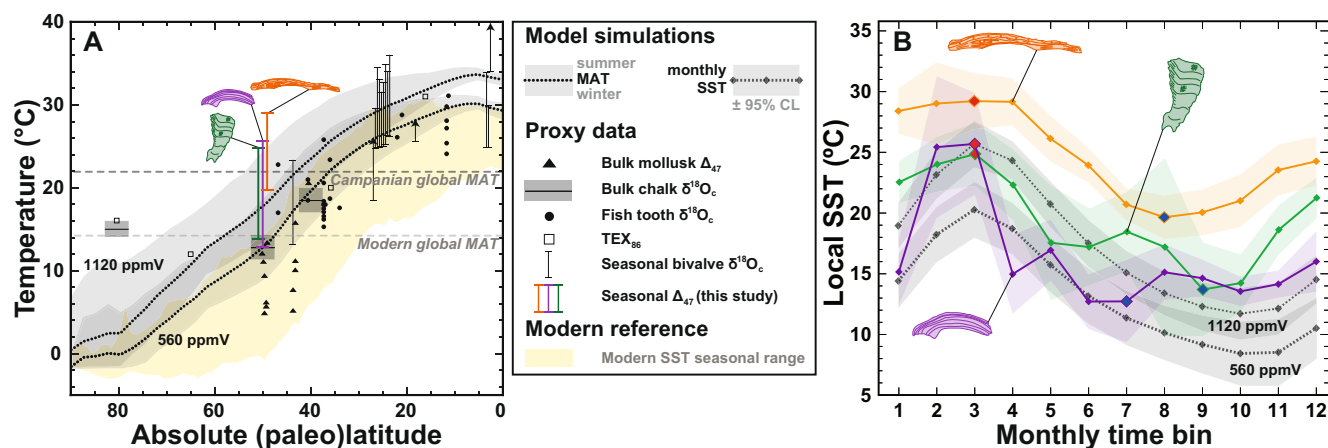 A
Temperature (°C)
40
30
20
10
0
Campanian global MAT
Modern global MAT
1120 ppmV
560 ppmV
80
60
40
20
0
Absolute (paleo)latitude
Model simulations
summer
MAT
winter
monthly
SST
± 95% CL
Proxy data
Bulk mollusk Δ47
Bulk chalk δ18Oc
Fish tooth δ18Oc
TEX86
Seasonal bivalve δ18Oc
Seasonal Δ47 (this study)
Modern reference
Modern SST seasonal range
B
Local SST (ºC)
35
30
25
20
15
10
5
#
#
1120 ppmV
560 ppmV
1 2 3 4 5 6 7 8 9 10 11 12
Monthly time bin